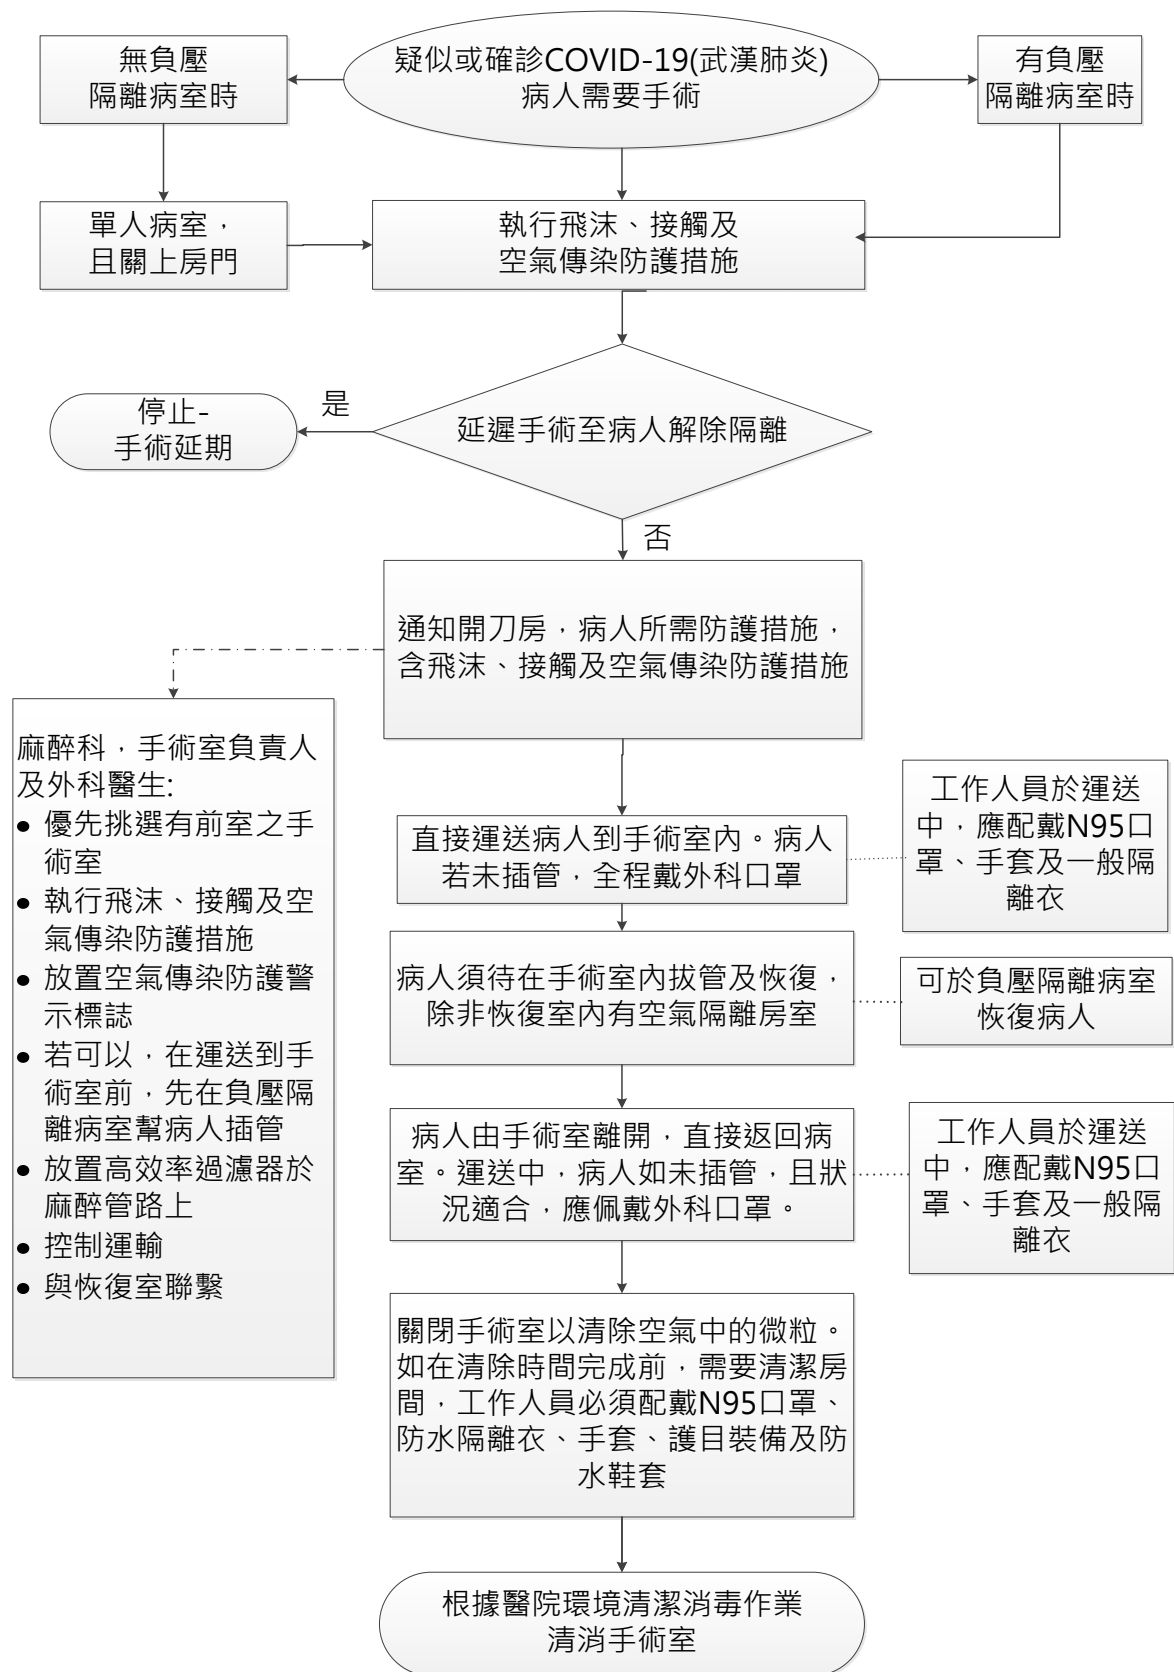 疑似或確診COVID-19(武漢肺炎)
病人需要手術
無負壓
隔離病室時
有負壓
隔離病室時
單人病室，
且關上房門
執行飛沫、接觸及
空氣傳染防護措施
延遲手術至病人解除隔離
是
停止-
手術延期
否
通知開刀房，病人所需防護措施，
含飛沫、接觸及空氣傳染防護措施
麻醉科，手術室負責人
及外科醫生:
● 優先挑選有前室之手
術室
● 執行飛沫、接觸及空
氣傳染防護措施
● 放置空氣傳染防護警
示標誌
● 若可以，在運送到手
術室前，先在負壓隔
離病室幫病人插管
● 放置高效率過濾器於
麻醉管路上
● 控制運輸
● 與恢復室聯繫
直接運送病人到手術室內。病人
若未插管，全程戴外科口罩
工作人員於運送
中，應配戴N95口
罩、手套及一般隔
離衣
病人須待在手術室內拔管及恢復，
除非恢復室內有空氣隔離房室
可於負壓隔離病室
恢復病人
病人由手術室離開，直接返回病
室。運送中，病人如未插管，且狀
況適合，應佩戴外科口罩。
工作人員於運送
中，應配戴N95口
罩、手套及一般隔
離衣
關閉手術室以清除空氣中的微粒。
如在清除時間完成前，需要清潔房
間，工作人員必須配戴N95口罩、
防水隔離衣、手套、護目裝備及防
水鞋套
根據醫院環境清潔消毒作業
清消手術室